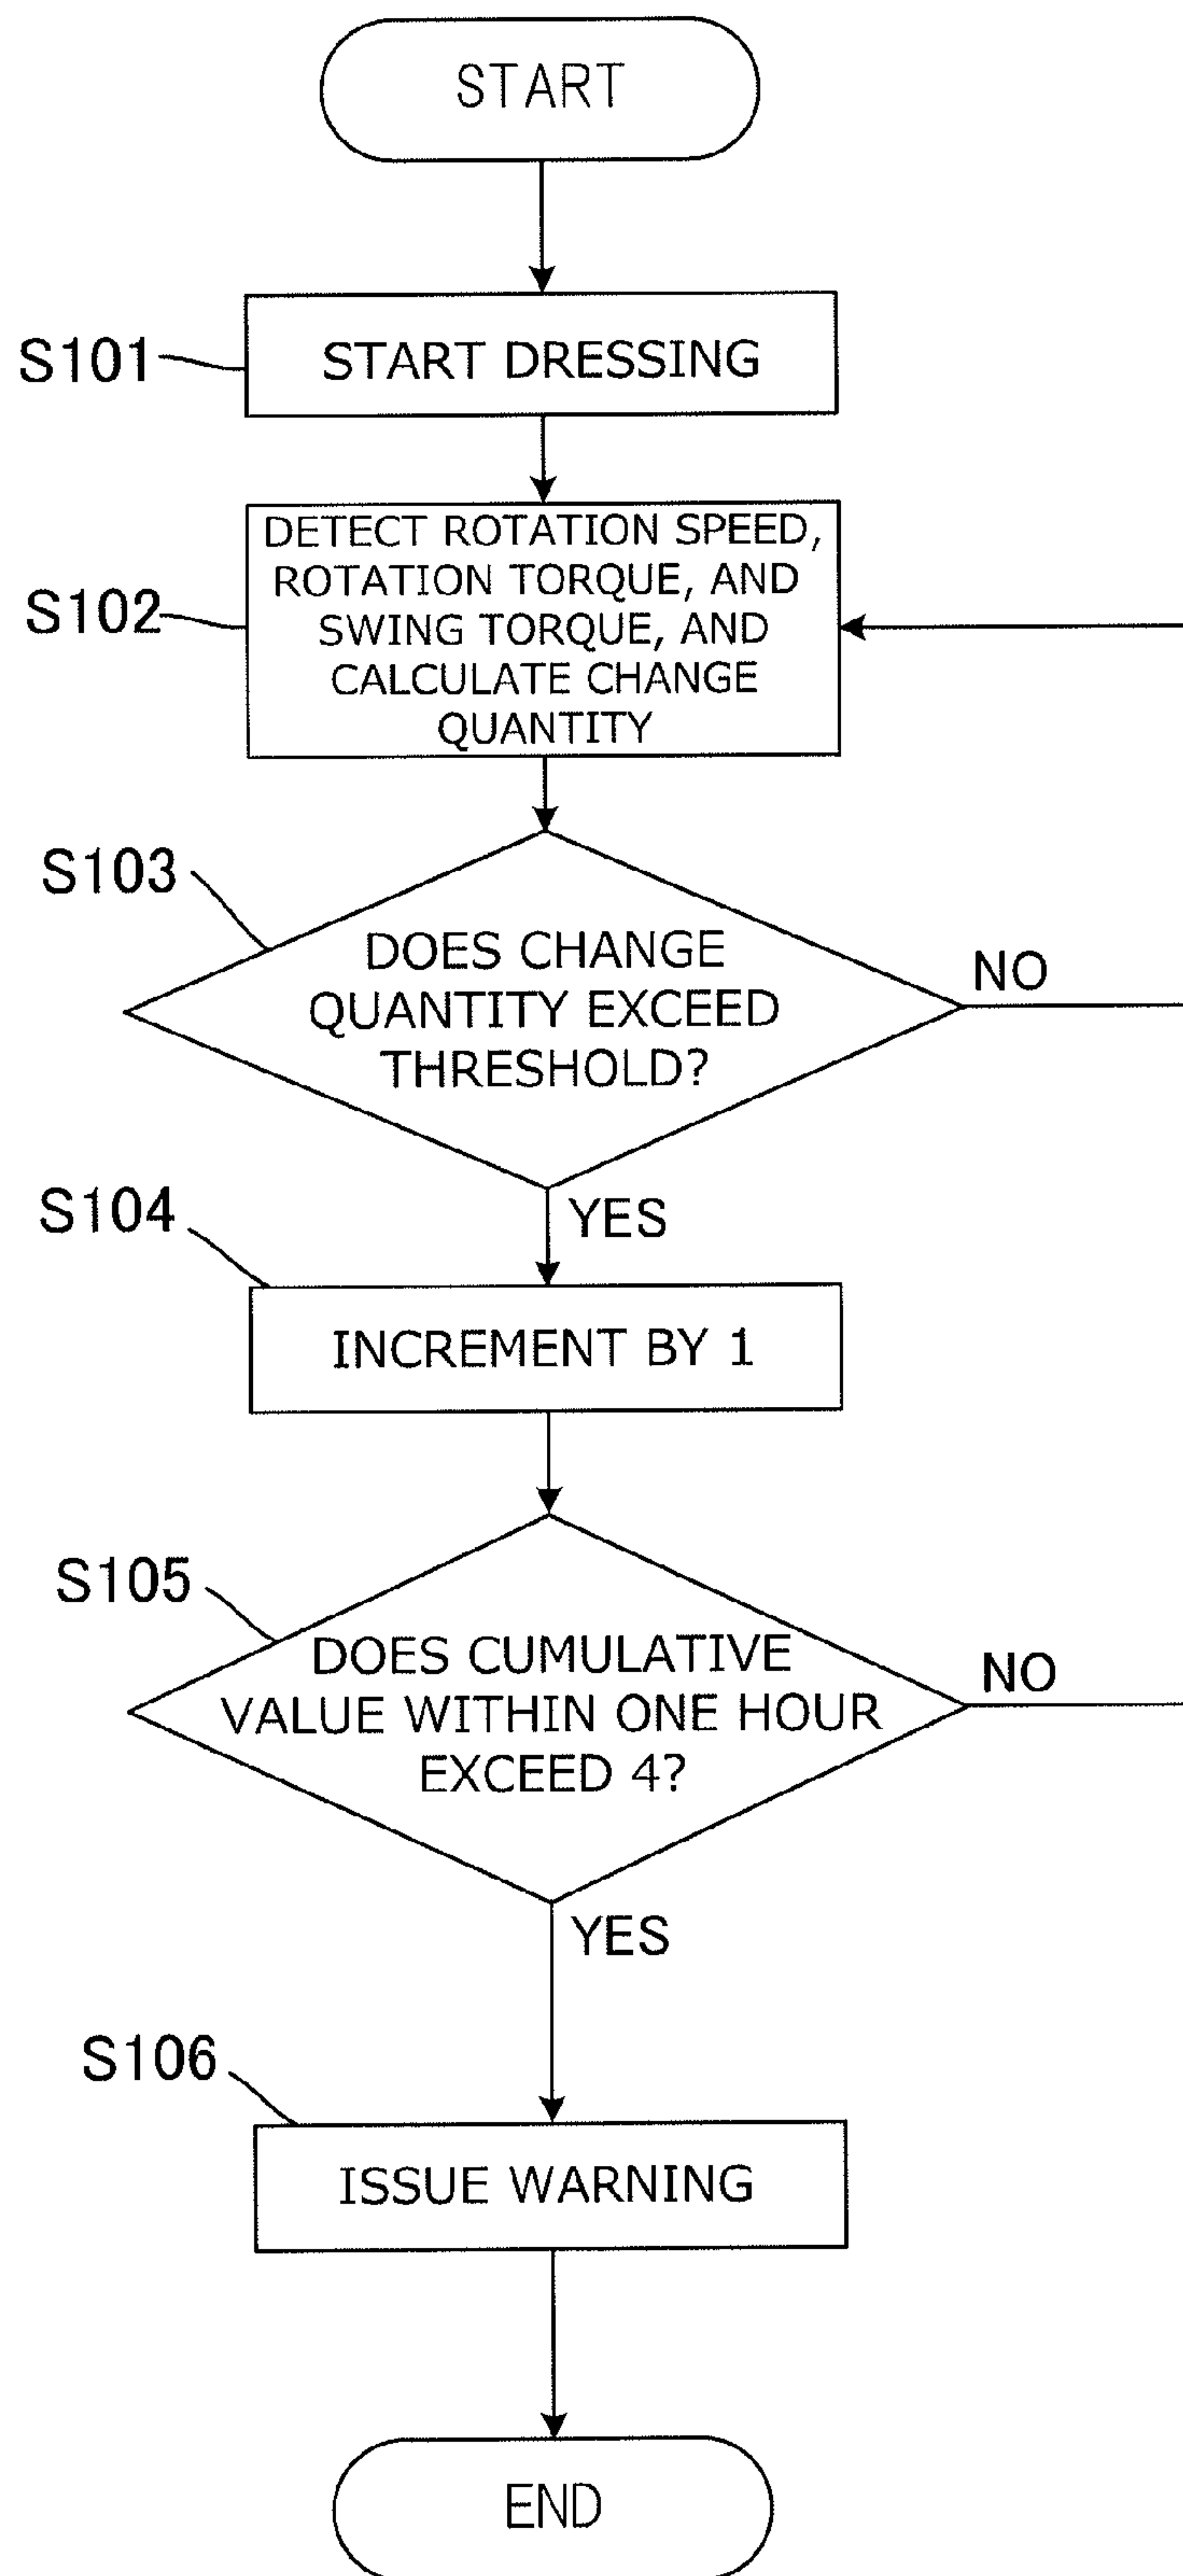 START
S101
START DRESSING
S102
DETECT ROTATION SPEED,
ROTATION TORQUE, AND
SWING TORQUE, AND
CALCULATE CHANGE
QUANTITY
S103
DOES CHANGE
QUANTITY EXCEED
THRESHOLD?
NO
YES
S104
INCREMENT BY 1
S105
DOES CUMULATIVE
VALUE WITHIN ONE HOUR
EXCEED 4?
NO
YES
S106
ISSUE WARNING
END